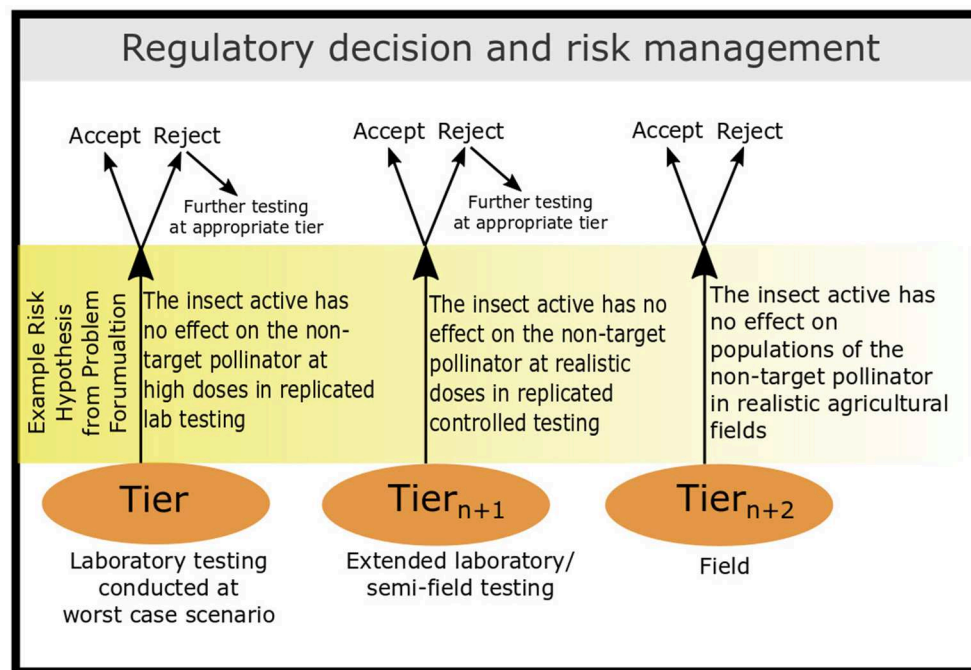 Regulatory decision and risk management
Accept Reject
Further testing
at appropriate tier
Accept Reject
Further testing
at appropriate tier
Accept Reject
Example Risk
Hypothesis
from Problem
Forumualtion
The insect active has
no effect on the non-
target pollinator at
high doses in replicated
lab testing
The insect active has no
effect on the non-target
pollinator at realistic
doses in replicated
controlled testing
The insect active has
no effect on
populations of the
non-target pollinator
in realistic agricultural
fields
Tier
Laboratory testing
conducted at
worst case scenario
Tier n+1
Extended laboratory/
semi-field testing
Tier n+2
Field